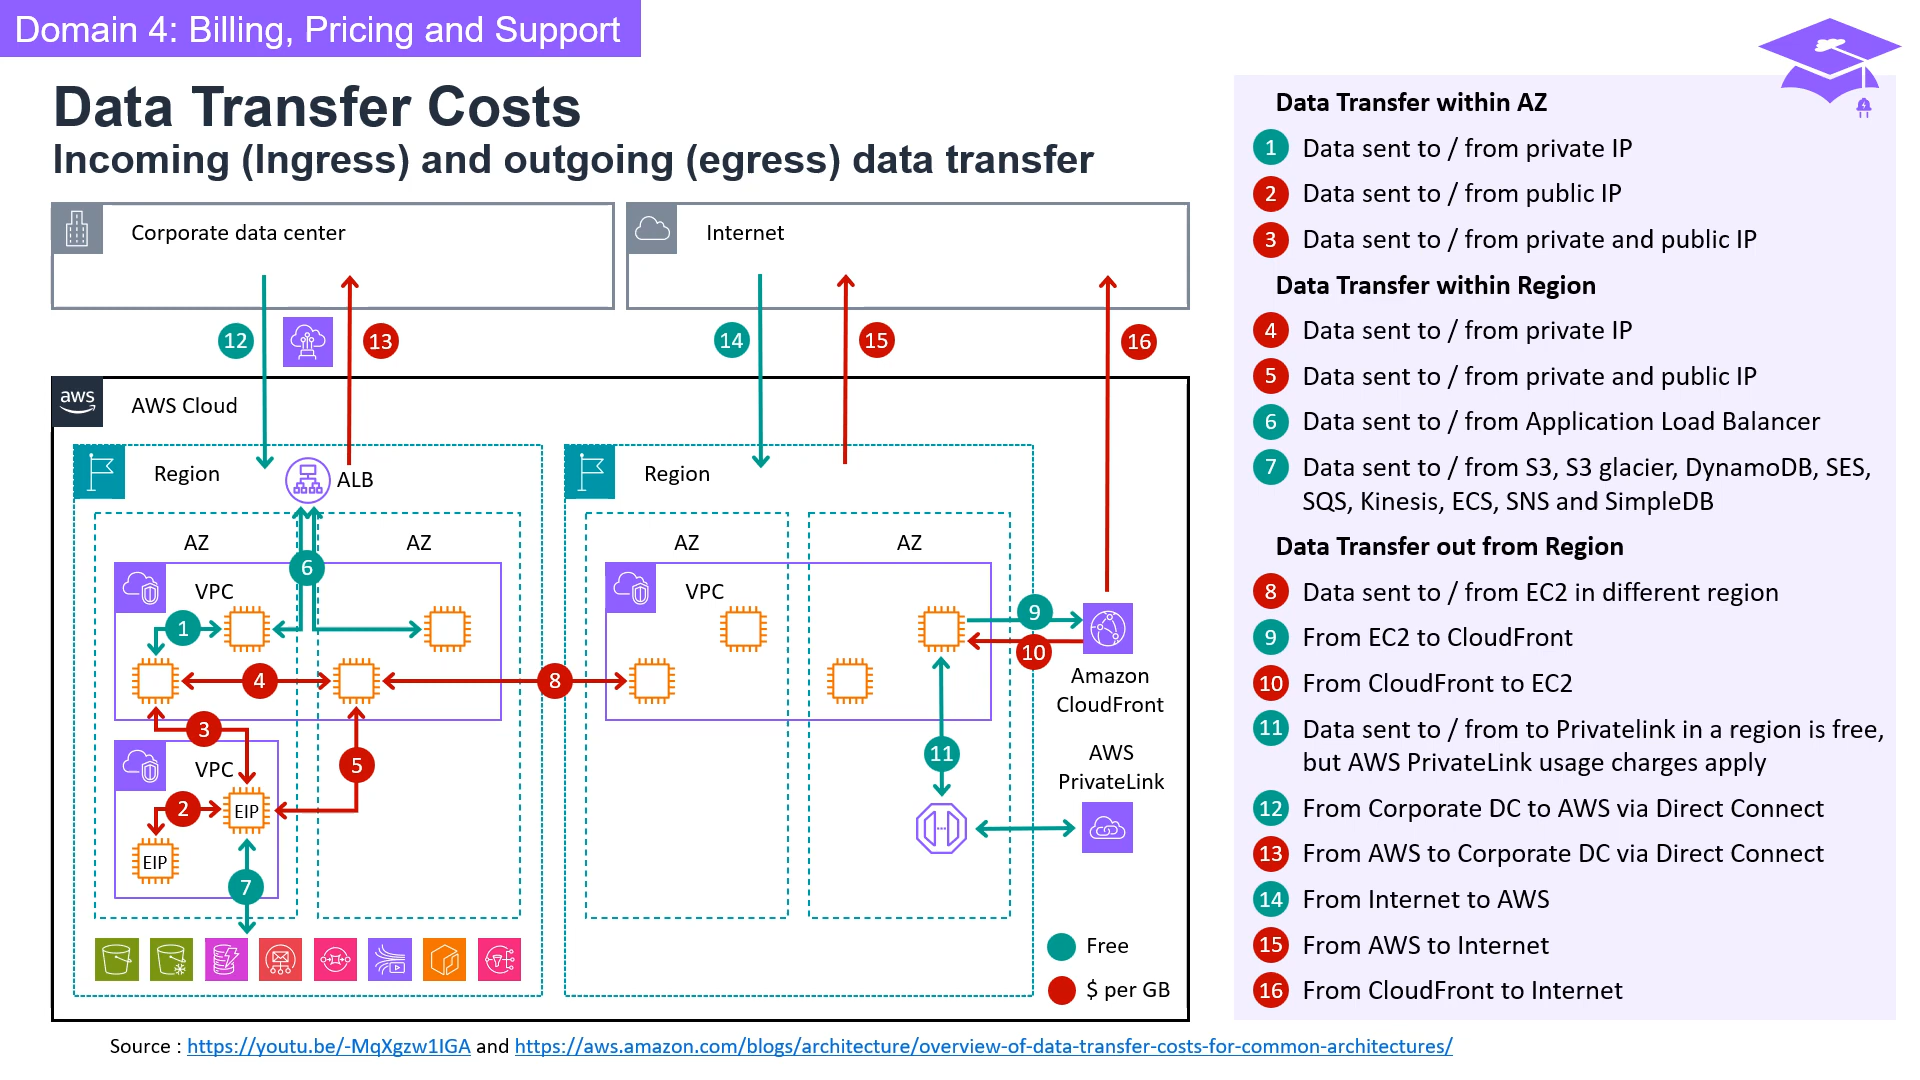 Domain 4: Billing, Pricing and Support
Data Transfer Costs
Incoming (Ingress) and outgoing (egress) data transfer
Corporate data center
Internet
12
13
14
15
16
aws
AWS Cloud
Region
ALB
Region
AZ
AZ
AZ
AZ
6
VPC
VPC
1
9
10
4
8
Amazon
CloudFront
3
VPC
5
11
AWS
PrivateLink
2
EIP
EIP
7
Free
$ per GB
Data Transfer within AZ
1 Data sent to / from private IP
2 Data sent to / from public IP
3 Data sent to / from private and public IP
Data Transfer within Region
4 Data sent to / from private IP
5 Data sent to / from private and public IP
6 Data sent to / from Application Load Balancer
7 Data sent to / from S3, S3 glacier, DynamoDB, SES,
SQS, Kinesis, ECS, SNS and SimpleDB
Data Transfer out from Region
8 Data sent to / from EC2 in different region
9 From EC2 to CloudFront
10 From CloudFront to EC2
11 Data sent to / from to Privatelink in a region is free,
but AWS PrivateLink usage charges apply
12 From Corporate DC to AWS via Direct Connect
13 From AWS to Corporate DC via Direct Connect
14 From Internet to AWS
15 From AWS to Internet
16 From CloudFront to Internet
Source : https://youtu.be/-MqXgzw1IGA and https://aws.amazon.com/blogs/architecture/overview-of-data-transfer-costs-for-common-architectures/